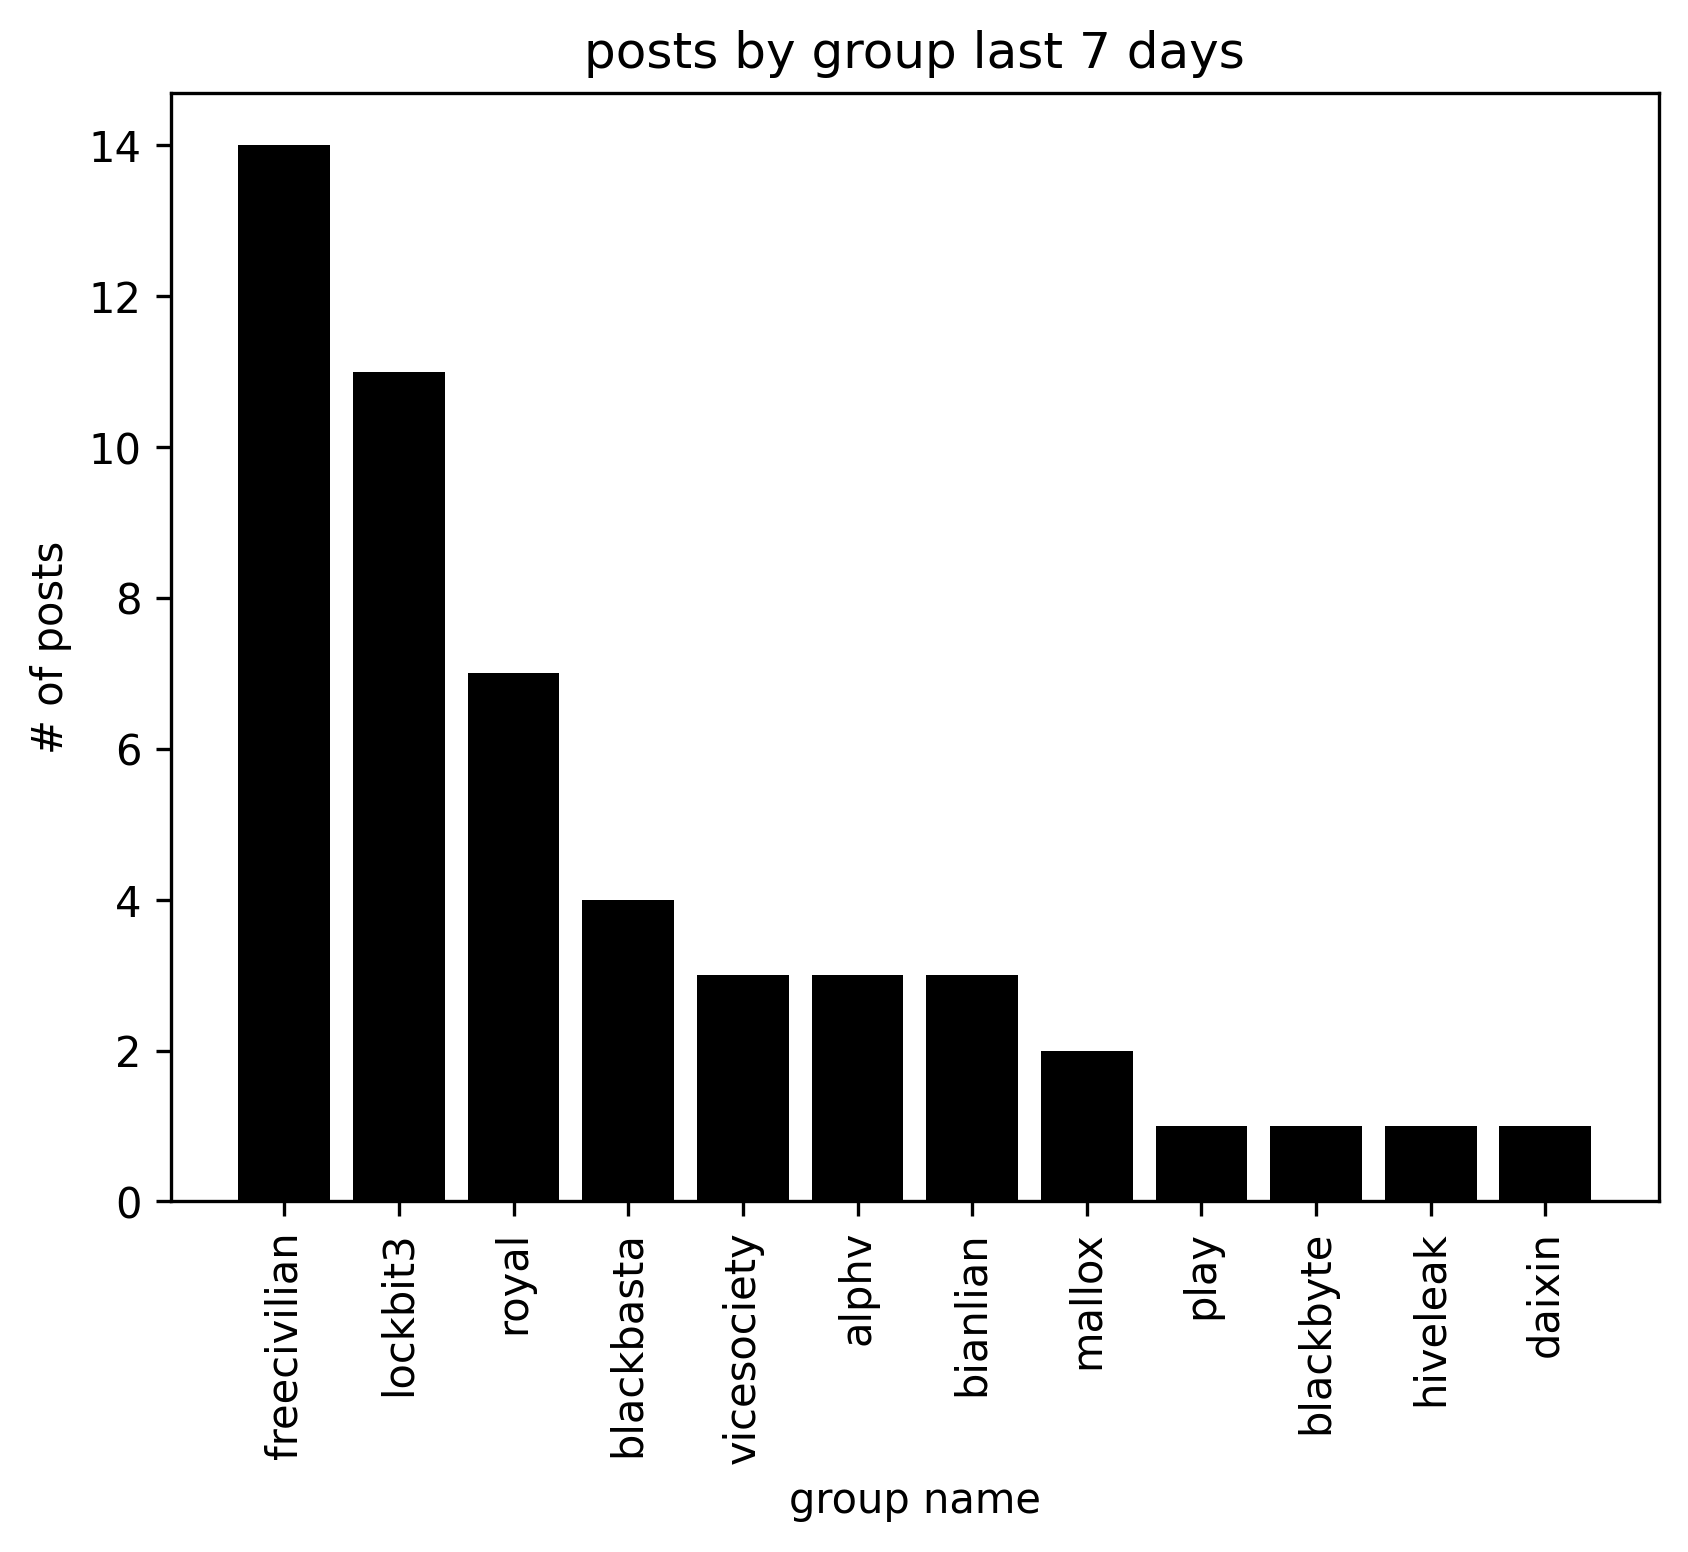 posts by group last 7 days
# of posts
14
12
10
8
6
4
2
0
freecivilian
lockbit3
royal
blackbasta
vicesociety
alphv
bianlian
mallox
play
blackbyte
hiveleak
daixin
group name